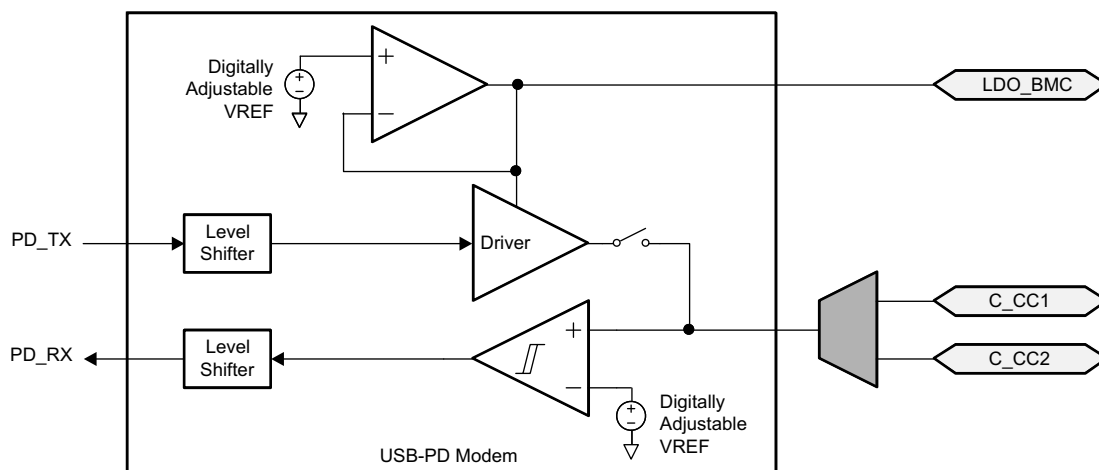 Digitally
Adjustable
VREF
+
−
+
−
LDO_BMC
PD_TX
Level
Shifter
Driver
C_CC1
PD_RX
Level
Shifter
+
−
+
−
Digitally
Adjustable
VREF
C_CC2
USB-PD Modem